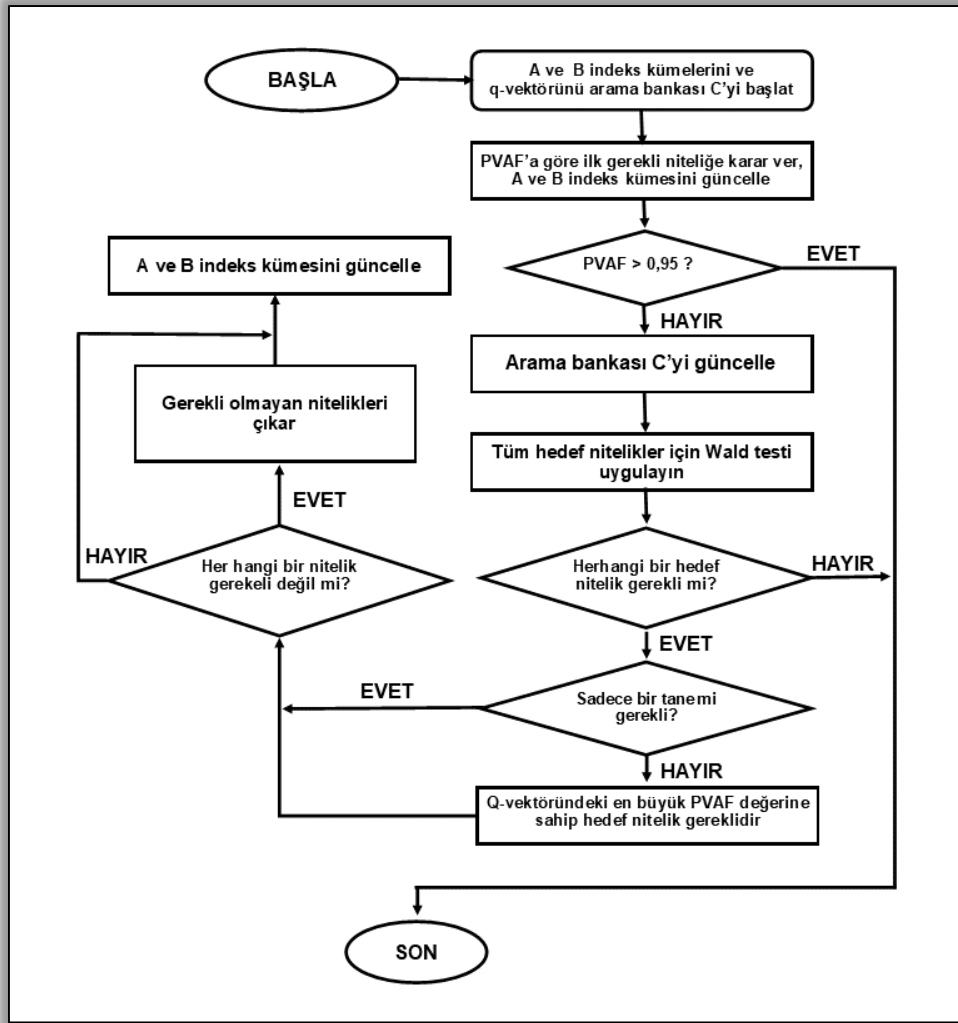 BAŞLA
A ve B indeks kümelerini ve
q-vektörünü arama bankası C'yi başlat
PVAF'a göre ilk gerekli niteliğe karar ver,
A ve B indeks kümesini güncelle
PVAF > 0,95 ?
EVET
HAYIR
Arama bankası C'yi güncelle
Tüm hedef nitelikler için Wald testi
uygulayın
Herhangi bir hedef
nitelik gerekli mi?
HAYIR
EVET
Sadece bir tanemi
gerekli?
EVET
HAYIR
Q-vektöründeki en büyük PVAF değerine
sahip hedef nitelik gereklidir
Her hangi bir nitelik
gerekeli değil mi?
HAYIR
EVET
Gerekli olmayan nitelikleri
çıkar
A ve B indeks kümesini güncelle
SON